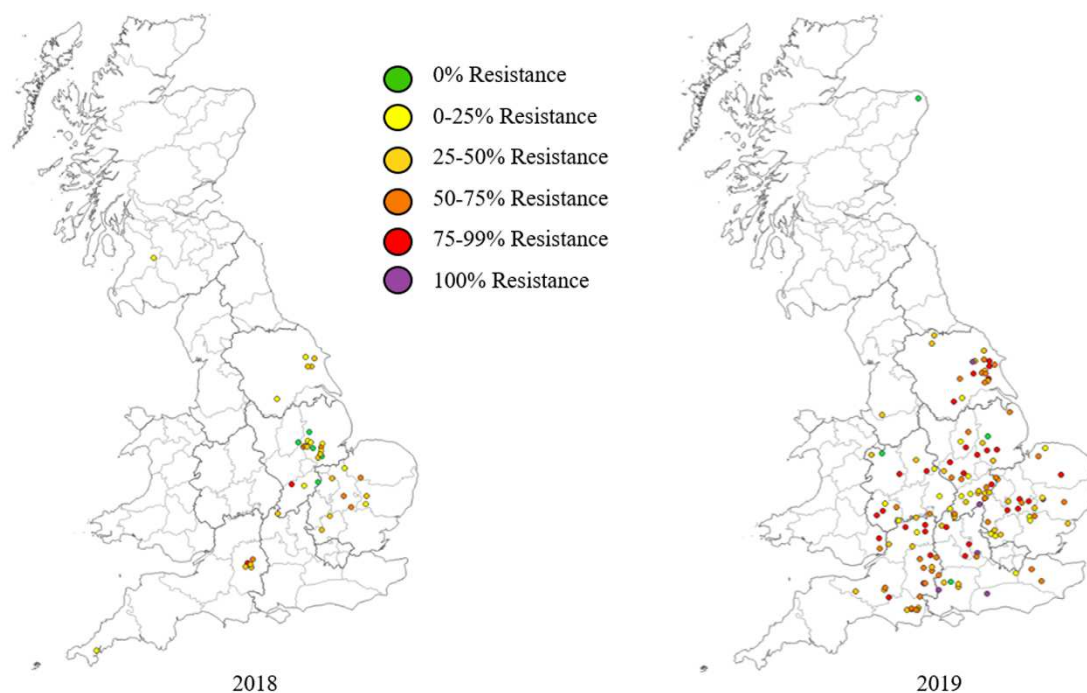 0% Resistance
0-25% Resistance
25-50% Resistance
50-75% Resistance
75-99% Resistance
100% Resistance
2018
2019